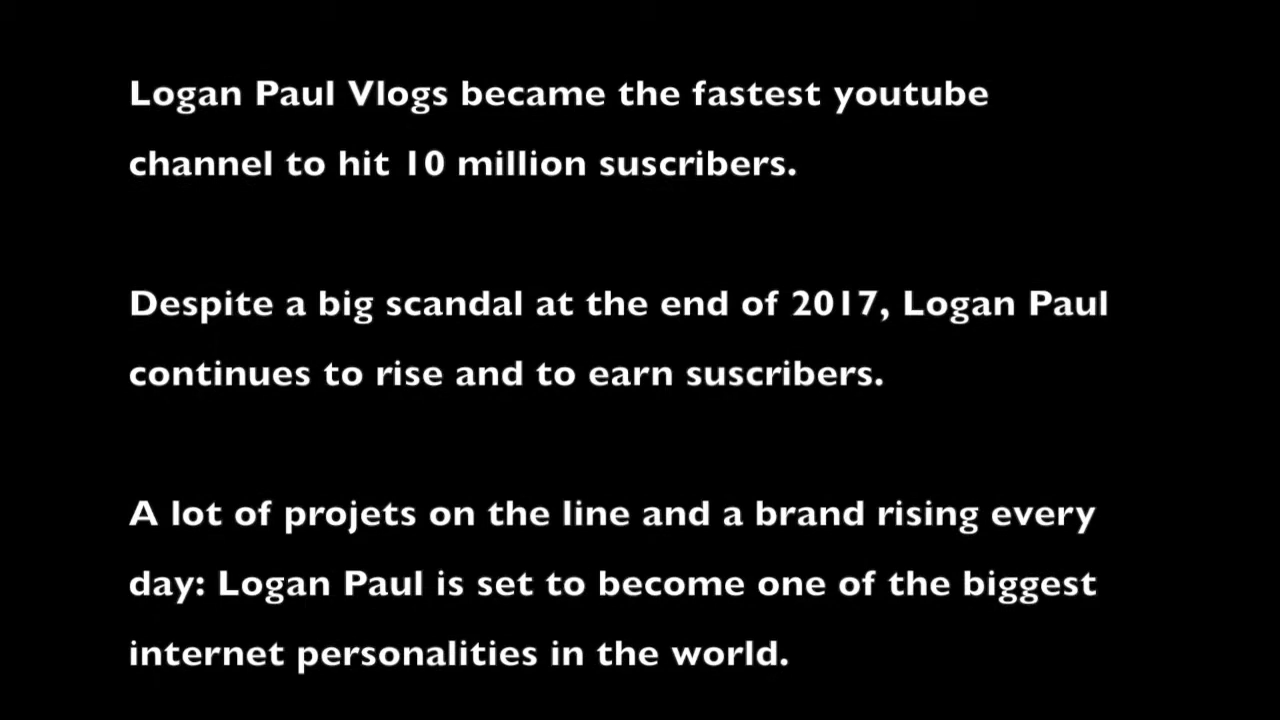 Logan Paul Vlogs became the fastest youtube
channel to hit 10 million suscribers.
Despite a big scandal at the end of 2017, Logan Paul
continues to rise and to earn suscribers.
A lot of projets on the line and a brand rising every
day: Logan Paul is set to become one of the biggest
internet personalities in the world.